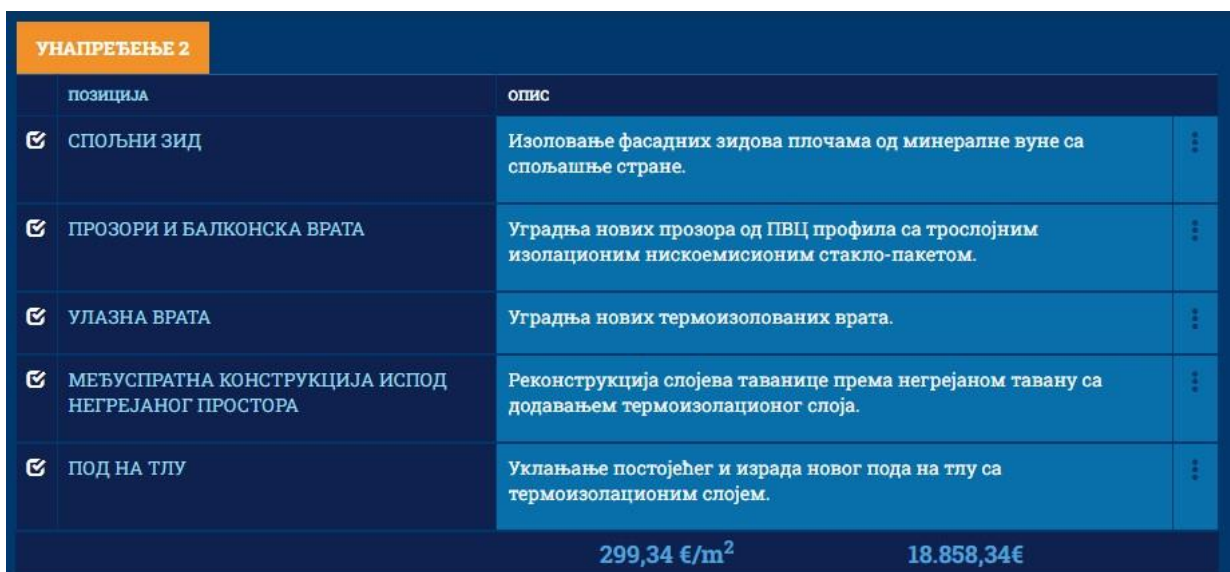 УНАПРЕЂЕЊЕ 2
ПОЗИЦИЈА
ОПИС
СПОЉНИ ЗИД
Изоловање фасадних зидова плочама од минералне вуне са
спољашње стране.
ПРОЗОРИ И БАЛКОНСКА ВРАТА
Уградња нових прозора од ПВЦ профила са трослојним
изолационим нискоемисионим стакло-пакетом.
УЛАЗНА ВРАТА
Уградња нових термоизолованих врата.
МЕЂУСПРАТНА КОНСТРУКЦИЈА ИСПОД
НЕГРЕЈАНОГ ПРОСТОРА
Реконструкција слојева таванице према негрејаном тавану са
додавањем термоизолационог слоја.
ПОД НА ТЛУ
Уклањање постојећег и израда новог пода на тлу са
термоизолационим слојем.
299,34 €/m² 18.858,34€